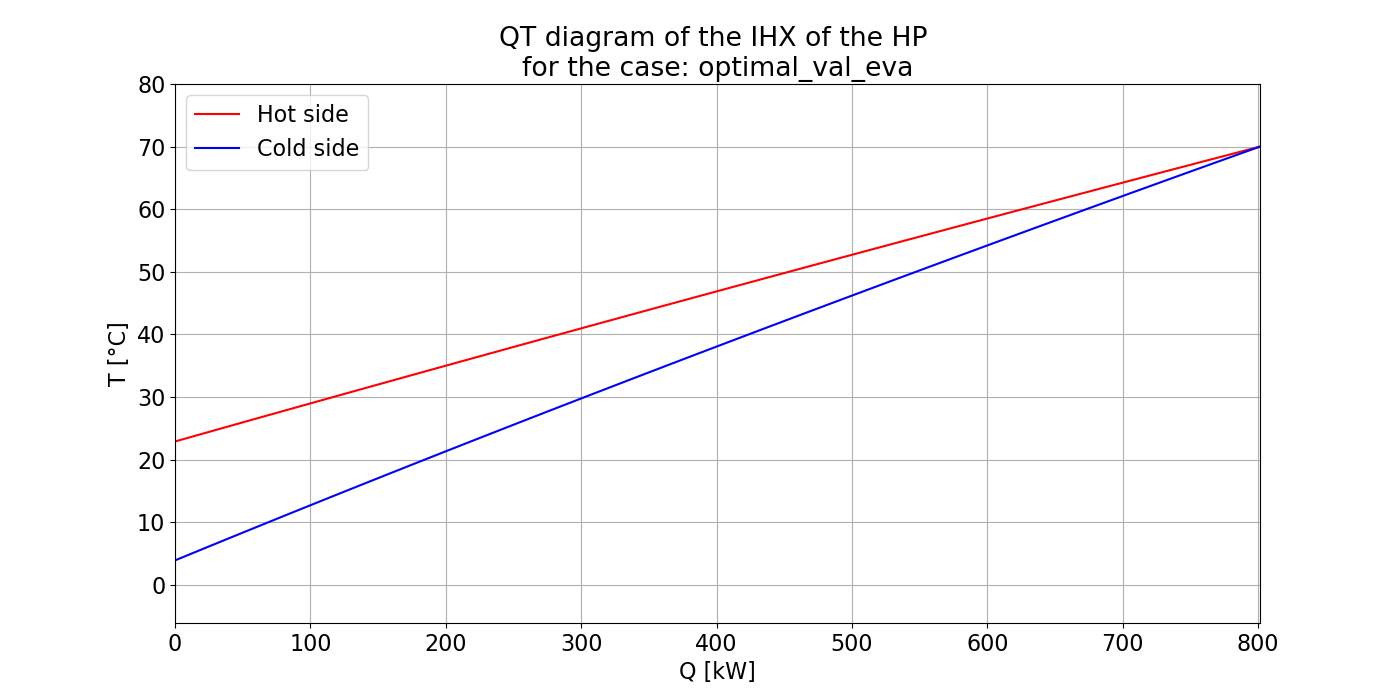 QT diagram of the IHX of the HP
for the case: optimal_val_eva
Hot side
Cold side
80
70
60
50
40
30
20
10
0
T [°C]
0 100 200 300 400 500 600 700 800
Q [kW]